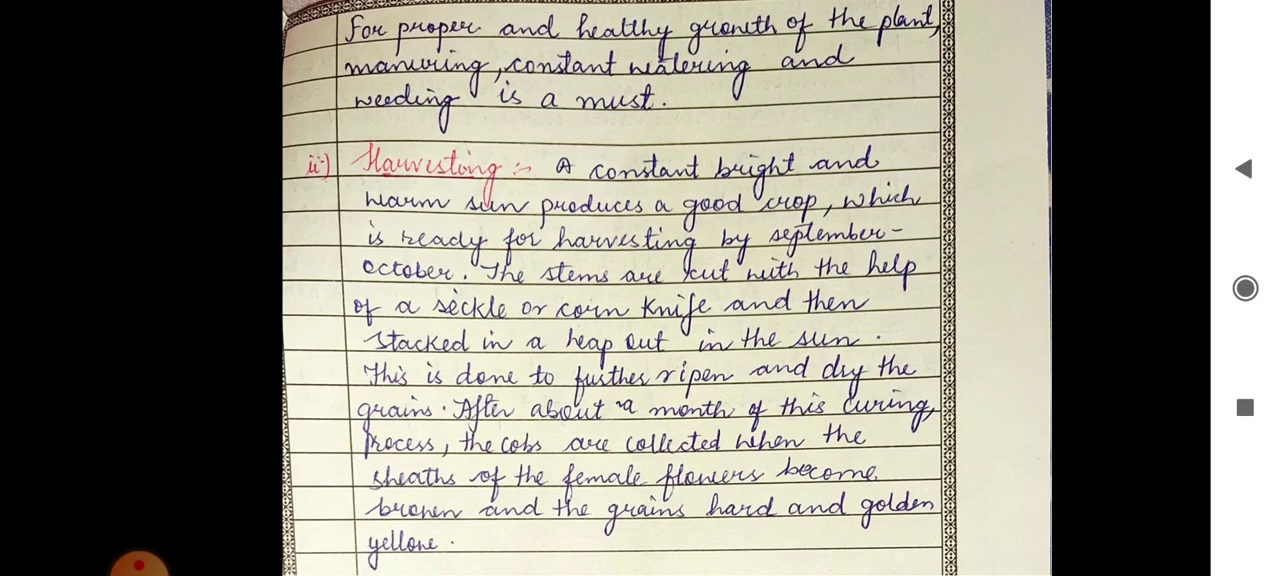 For proper and healthy growth of the plant,
manuring, constant watering and
weeding is a must.
ii) Harvesting :- A constant bright and
warm sun produces a good crop, which
is ready for harvesting by september-
october. The stems are cut with the help
of a sickle or corn knife and then
stacked in a heap out in the sun.
This is done to further ripen and dry the
grains. After about a month of this curing
process, the cobs are collected when the
sheaths of the female flowers become
brown and the grains hard and golden
yellow.